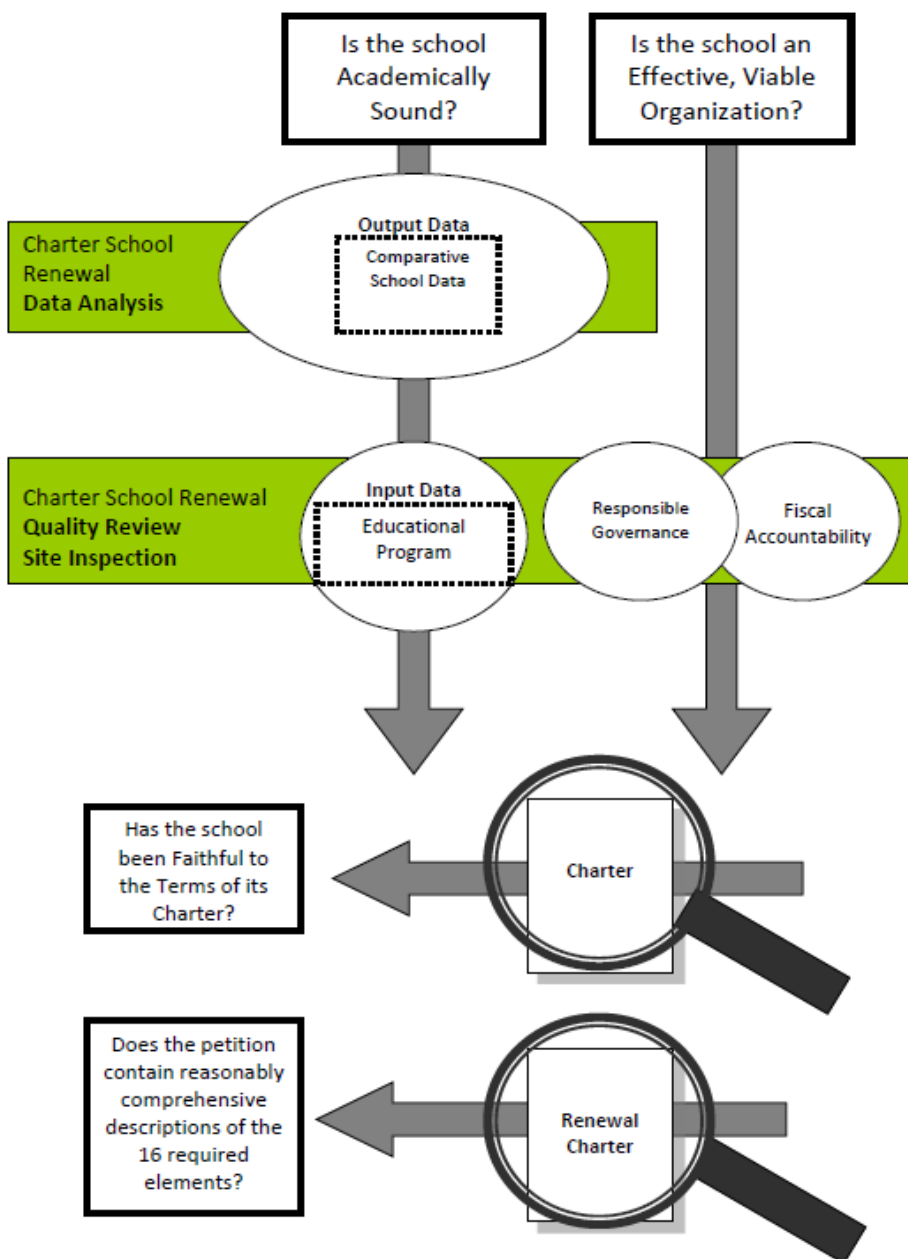 Is the school
Academically
Sound?
Is the school an
Effective, Viable
Organization?
Output Data
Comparative
School Data
Charter School
Renewal
Data Analysis
Charter School Renewal
Quality Review
Site Inspection
Input Data
Educational
Program
Responsible
Governance
Fiscal
Accountability
Has the school
been Faithful to
the Terms of its
Charter?
Charter
Does the petition
contain reasonably
comprehensive
descriptions of the
16 required
elements?
Renewal
Charter